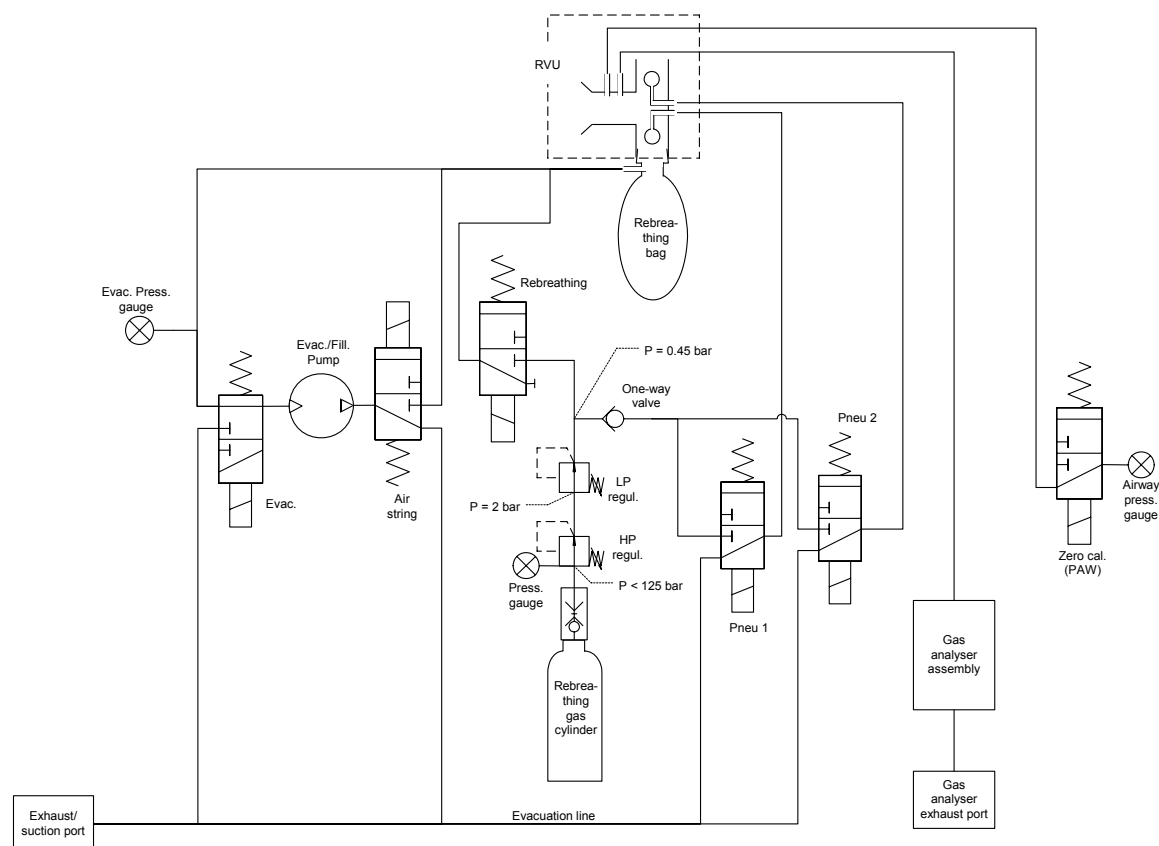 RVU
Rebrea-
thing
bag
Rebreathing
Evac. Press.
gauge
Evac./Fill.
Pump
P = 0.45 bar
One-way
valve
Pneu 2
Evac.
Air
string
LP
regul.
P = 2 bar
HP
regul.
Press.
gauge
P < 125 bar
Pneu 1
Airway
press.
gauge
Zero cal.
(PAW)
Gas
analyser
assembly
Rebrea-
thing
gas
cylinder
Gas
analyser
exhaust port
Exhaust/
suction port
Evacuation line